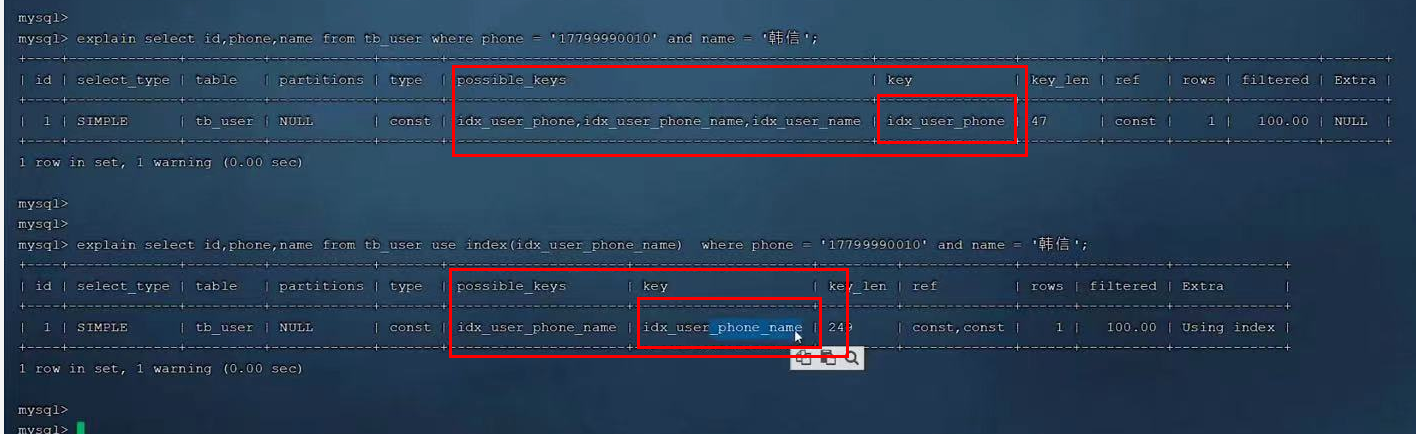 mysql>
mysql> explain select id,phone,name from tb_user where phone = '17799990010' and name = '韩信';
+----+-------------+---------+------------+-------+-----------------------------------------------+----------------+---------+-------+------+----------+-------+
| id | select_type | table | partitions | type | possible_keys | key | key_len | ref | rows | filtered | Extra |
+----+-------------+---------+------------+-------+-----------------------------------------------+----------------+---------+-------+------+----------+-------+
| 1 | SIMPLE | tb_user | NULL | const | idx_user_phone,idx_user_phone_name,idx_user_name | idx_user_phone | 47 | const | 1 | 100.00 | NULL |
+----+-------------+---------+------------+-------+-----------------------------------------------+----------------+---------+-------+------+----------+-------+
1 row in set, 1 warning (0.00 sec)
mysql>
mysql>
mysql> explain select id,phone,name from tb_user use index(idx_user_phone_name) where phone = '17799990010' and name = '韩信';
+----+-------------+---------+------------+-------+---------------------+---------------------+---------+-------------+------+----------+-------------+
| id | select_type | table | partitions | type | possible_keys | key | key_len | ref | rows | filtered | Extra |
+----+-------------+---------+------------+-------+---------------------+---------------------+---------+-------------+------+----------+-------------+
| 1 | SIMPLE | tb_user | NULL | const | idx_user_phone_name | idx_user_phone_name | 249 | const,const | 1 | 100.00 | Using index |
+----+-------------+---------+------------+-------+---------------------+---------------------+---------+-------------+------+----------+-------------+
1 row in set, 1 warning (0.00 sec)
mysql>
mysql>